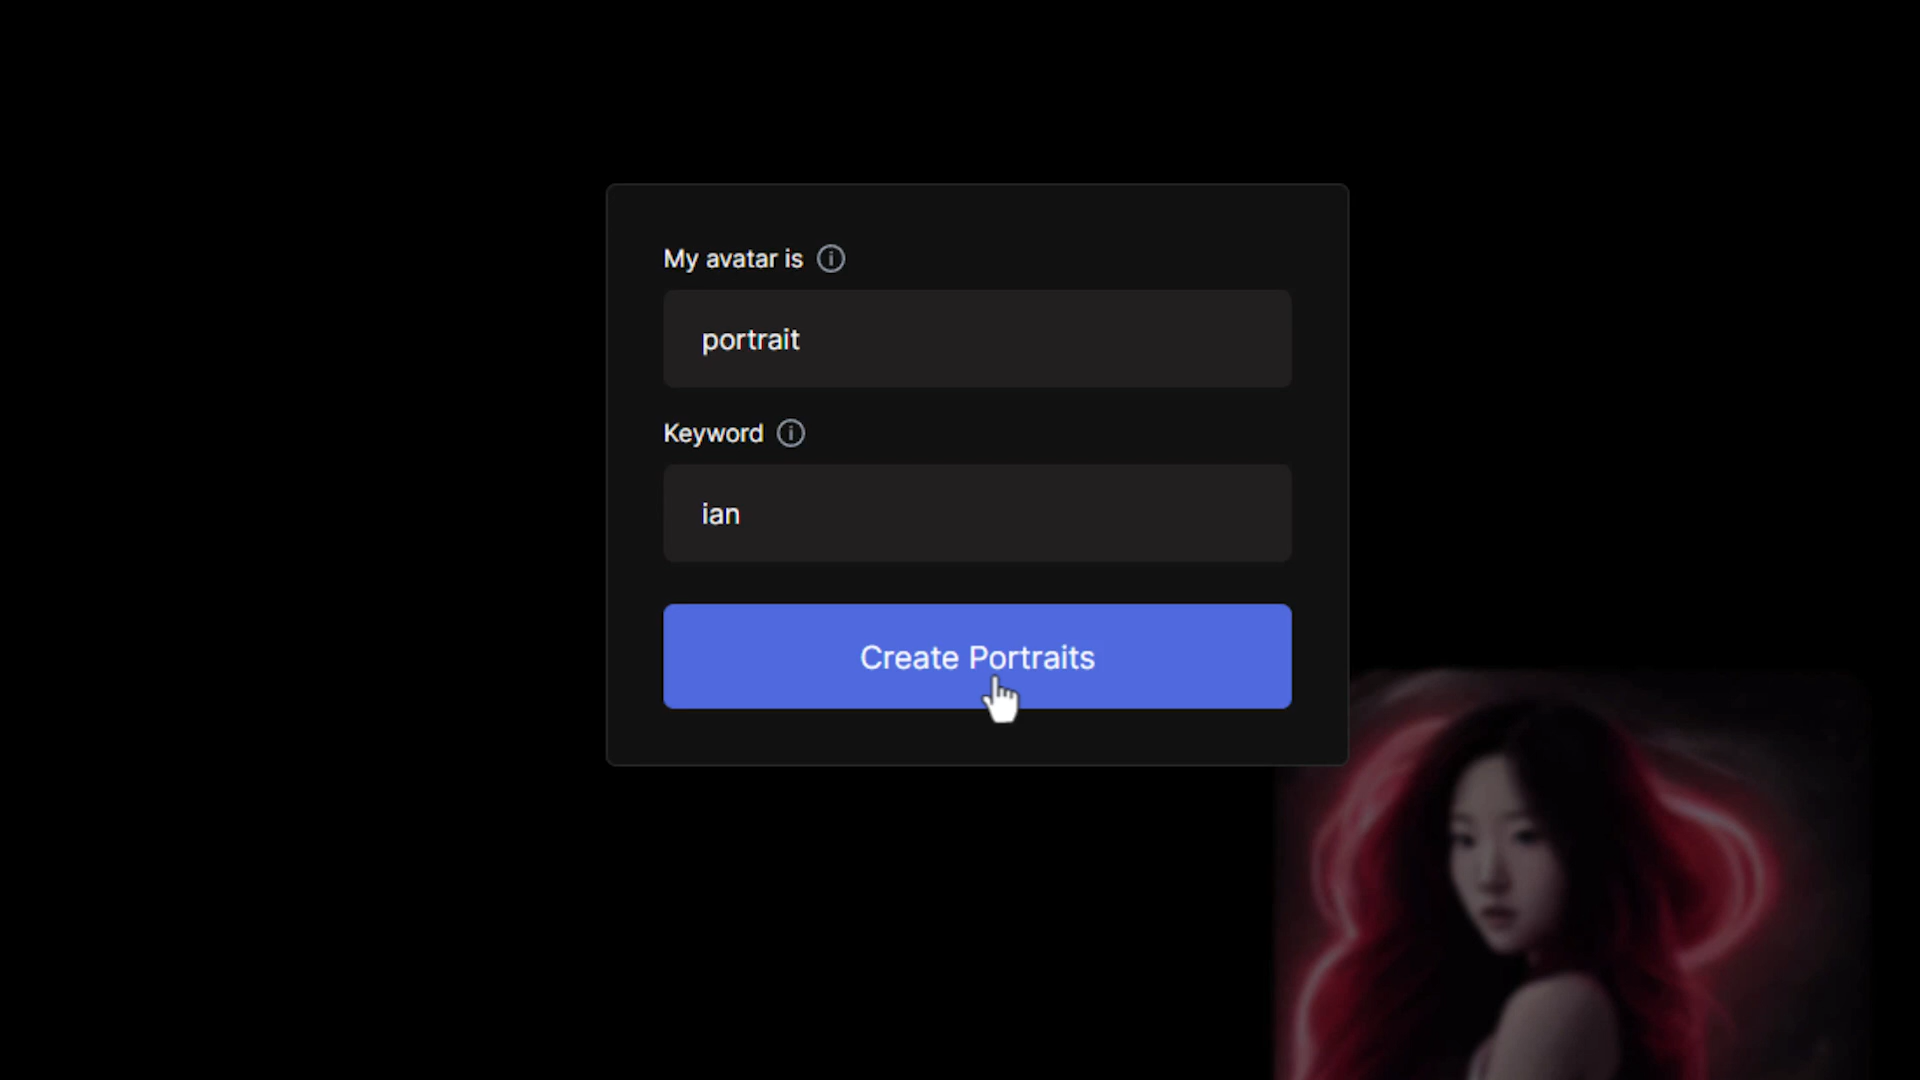 My avatar is
portrait
Keyword
ian
Create Portraits